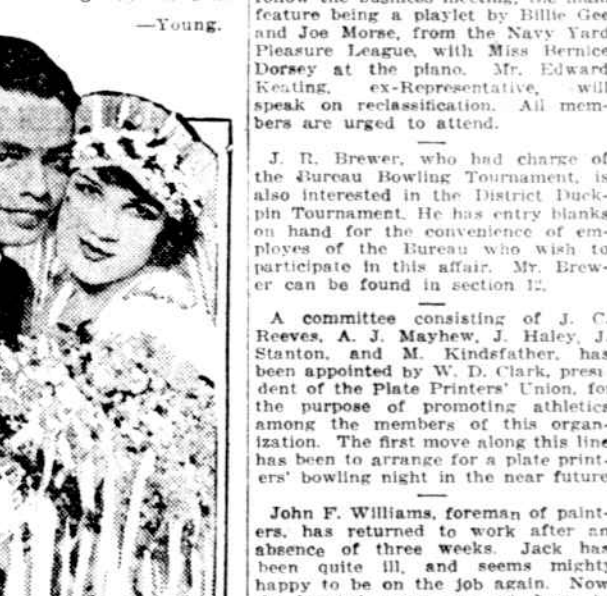 —Young.
follow the business meeting, the main
feature being a playlet by Billie Gee
and Joe Morse, from the Navy Yard
Pleasure League, with Miss Bernice
Dorsey at the piano. Mr. Edward
Keating, ex-Representative, will
speak on reclassification. All mem-
bers are urged to attend.
J. R. Brewer, who had charge of
the Bureau Bowling Tournament, is
also interested in the District Duck-
pin Tournament. He has entry blanks
on hand for the convenience of em-
ployes of the Bureau who wish to
participate in this affair. Mr. Brew-
er can be found in section 12.
A committee consisting of J. C.
Reeves, A. J. Mayhew, J. Haley, J.
Stanton, and M. Kindsfather, has
been appointed by W. D. Clark, presi-
dent of the Plate Printers' Union, for
the purpose of promoting athletics
among the members of this organ-
ization. The first move along this line
has been to arrange for a plate print-
ers' bowling night in the near future
John F. Williams, foreman of paint-
ers, has returned to work after an
absence of three weeks. Jack has
been quite ill, and seems mighty
happy to be on the job again. Now